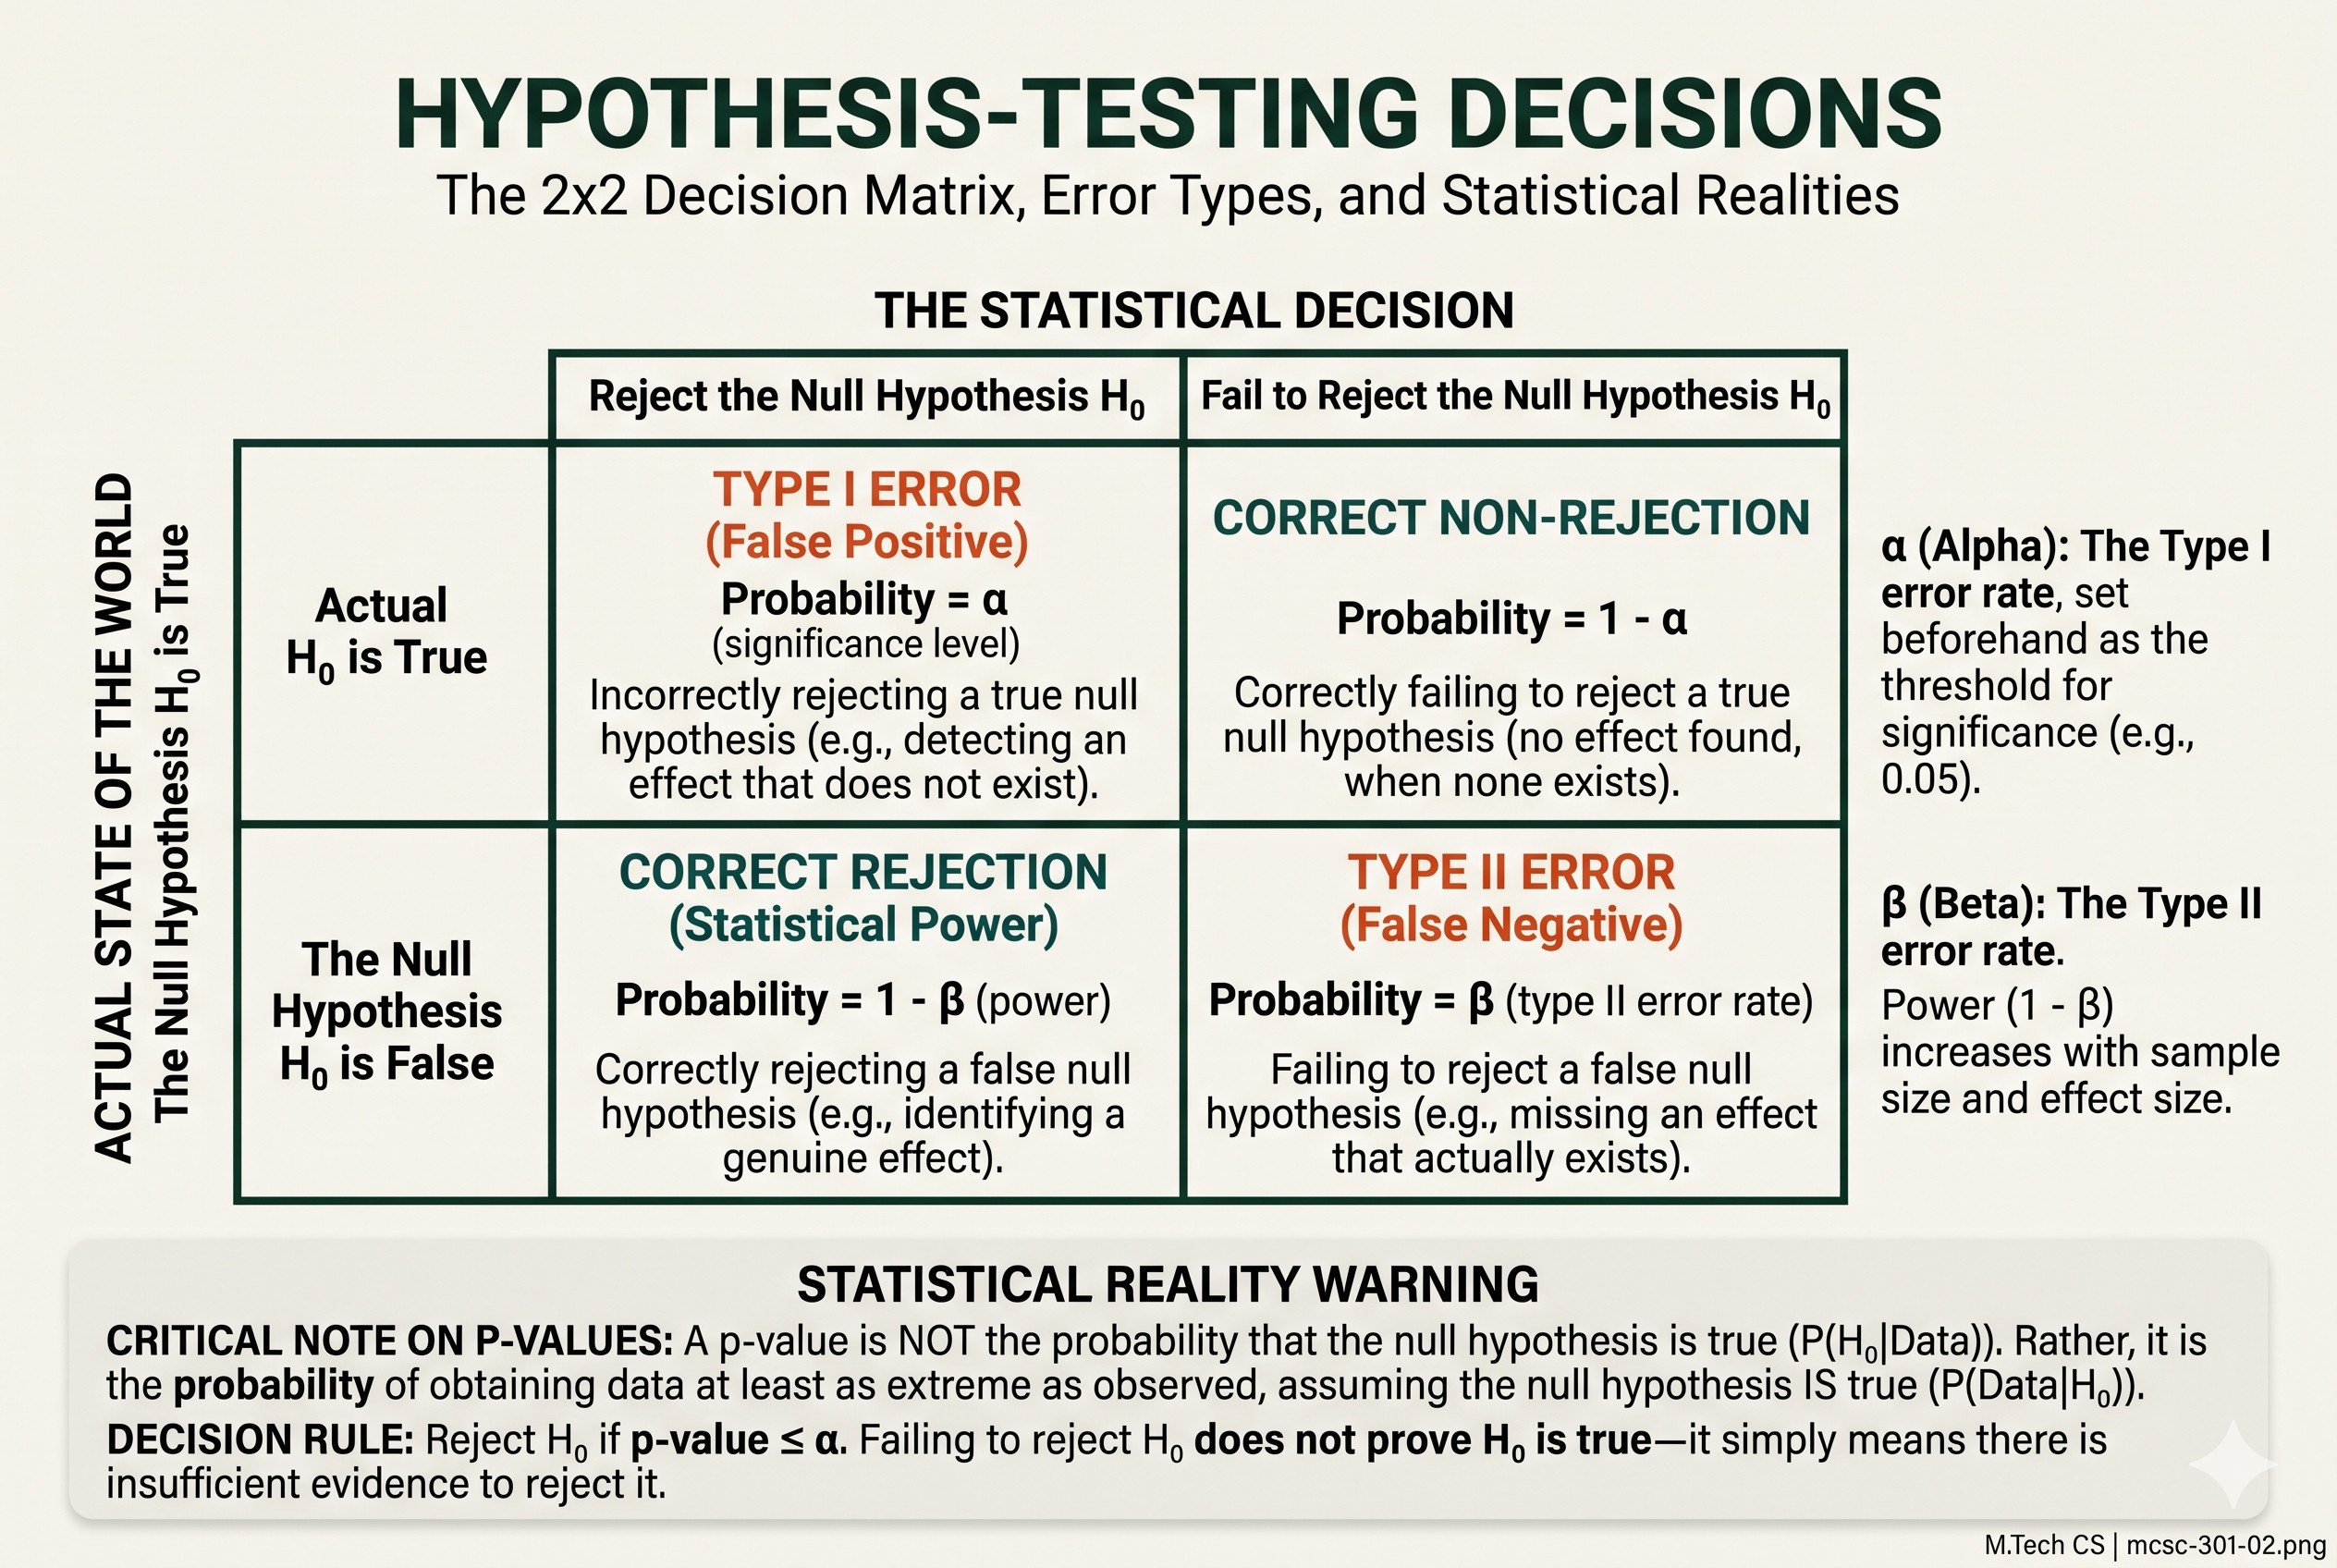 HYPOTHESIS-TESTING DECISIONS
The 2x2 Decision Matrix, Error Types, and Statistical Realities
THE STATISTICAL DECISION
Reject the Null Hypothesis H₀
Fail to Reject the Null Hypothesis H₀
ACTUAL STATE OF THE WORLD
The Null Hypothesis H₀ is True
Actual
H₀ is True
TYPE I ERROR
(False Positive)
Probability = α
(significance level)
Incorrectly rejecting a true null
hypothesis (e.g., detecting an
effect that does not exist).
CORRECT NON-REJECTION
Probability = 1 - α
Correctly failing to reject a true
null hypothesis (no effect found,
when none exists).
α (Alpha): The Type I
error rate, set
beforehand as the
threshold for
significance (e.g.,
0.05).
The Null
Hypothesis
H₀ is False
CORRECT REJECTION
(Statistical Power)
Probability = 1 - β (power)
Correctly rejecting a false null
hypothesis (e.g., identifying a
genuine effect).
TYPE II ERROR
(False Negative)
Probability = β (type II error rate)
Failing to reject a false null
hypothesis (e.g., missing an effect
that actually exists).
β (Beta): The Type II
error rate.
Power (1 - β)
increases with sample
size and effect size.
STATISTICAL REALITY WARNING
CRITICAL NOTE ON P-VALUES: A p-value is NOT the probability that the null hypothesis is true (P(H₀|Data)). Rather, it is
the probability of obtaining data at least as extreme as observed, assuming the null hypothesis IS true (P(Data|H₀)).
DECISION RULE: Reject H₀ if p-value ≤ α. Failing to reject H₀ does not prove H₀ is true—it simply means there is
insufficient evidence to reject it.
M.Tech CS | mcsc-301-02.png